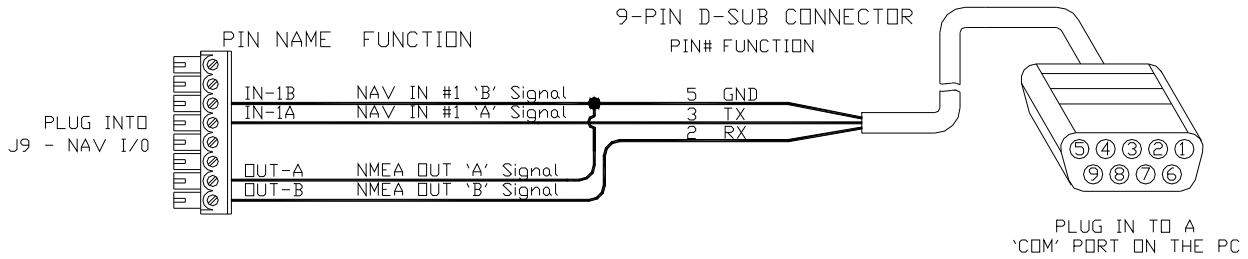 9-PIN D-SUB CONNECTOR
PIN NAME FUNCTION
PIN# FUNCTION
IN-1B NAV IN #1 'B' Signal 5 GND
IN-1A NAV IN #1 'A' Signal 3 TX
2 RX
PLUG INTO
J9 - NAV I/O
OUT-A NMEA OUT 'A' Signal
OUT-B NMEA OUT 'B' Signal
5 4 3 2 1
9 8 7 6
PLUG IN TO A
'COM' PORT ON THE PC